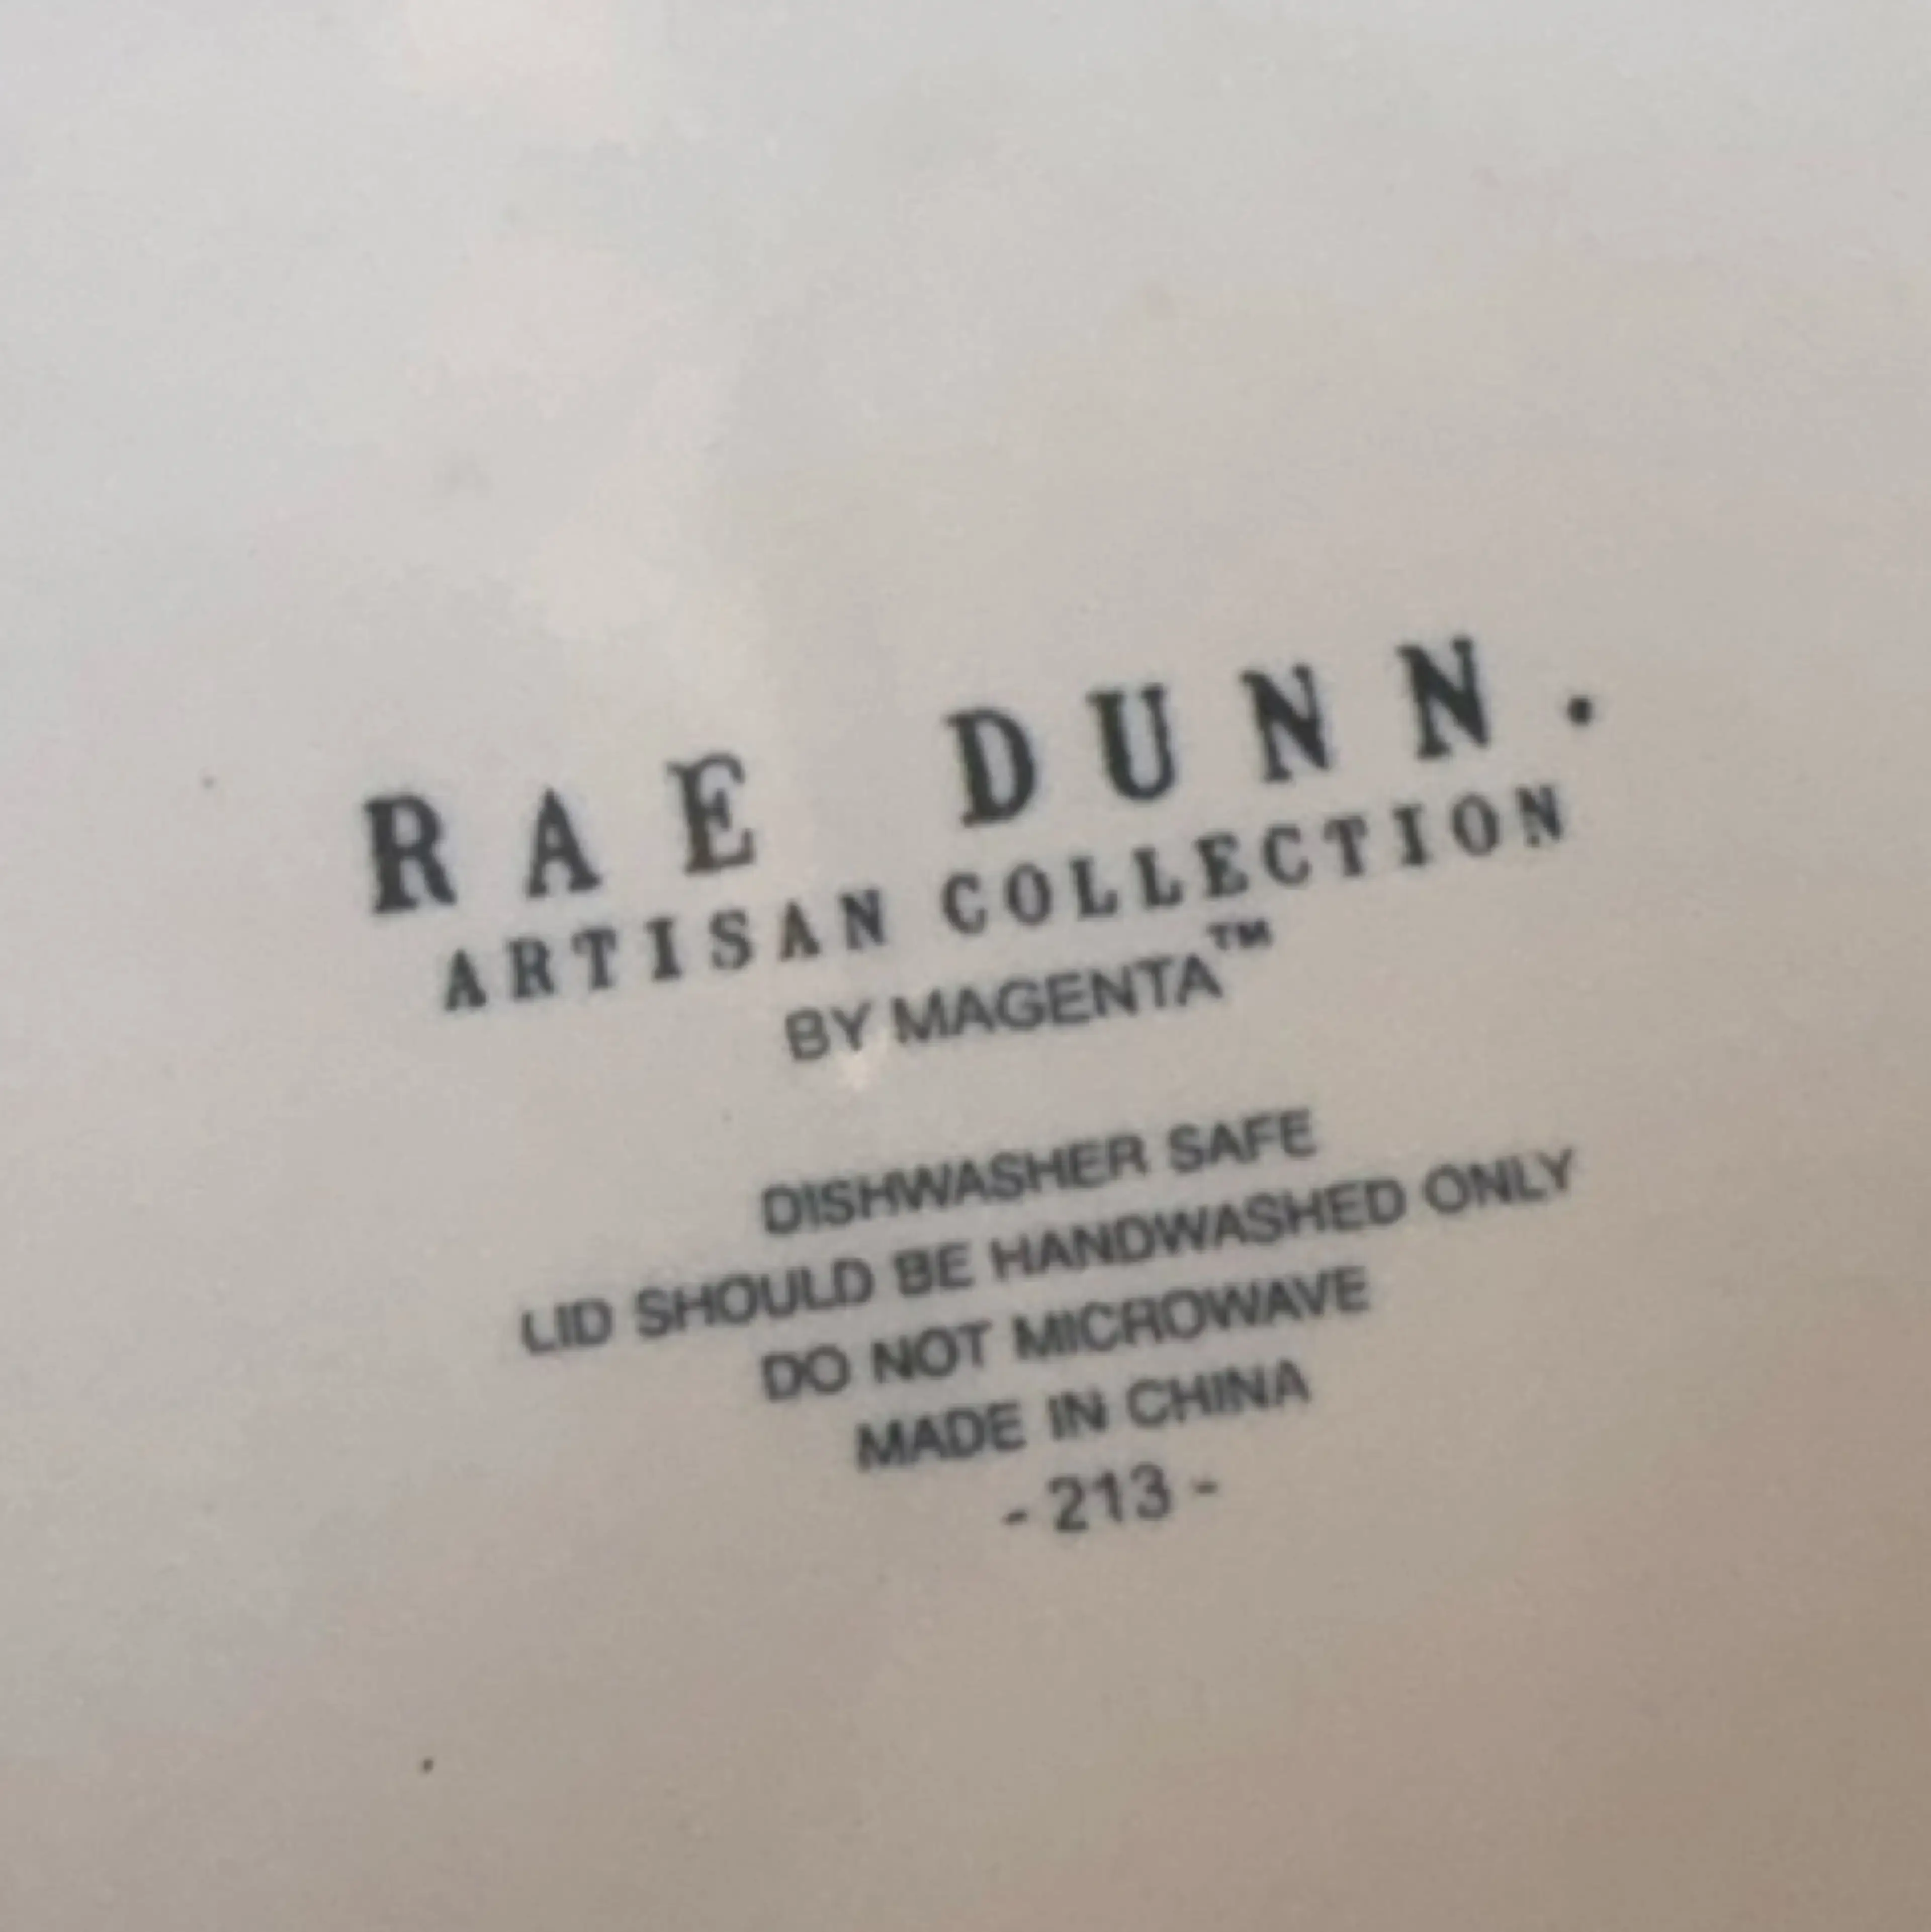 RAE DUNN.
ARTISAN COLLECTION
BY MAGENTA™
DISHWASHER SAFE
LID SHOULD BE HANDWASHED ONLY
DO NOT MICROWAVE
MADE IN CHINA
- 213 -